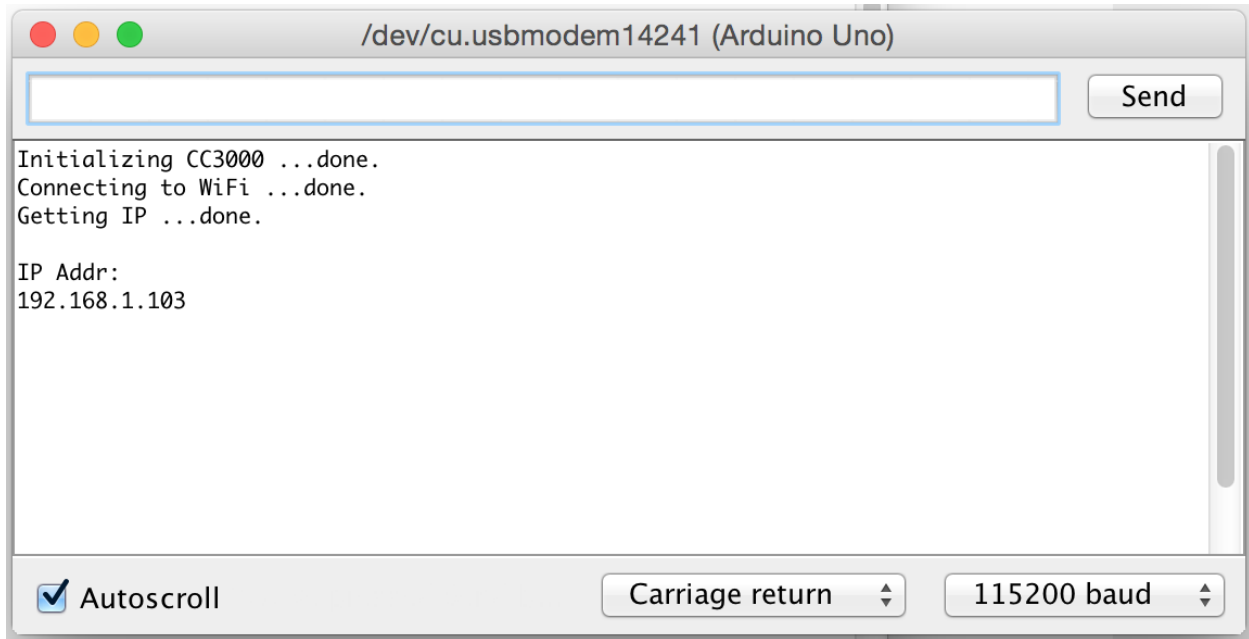 /dev/cu.usbmodem14241 (Arduino Uno)
Send
Initializing CC3000 ...done.
Connecting to WiFi ...done.
Getting IP ...done.
IP Addr:
192.168.1.103
Autoscroll
Carriage return
115200 baud